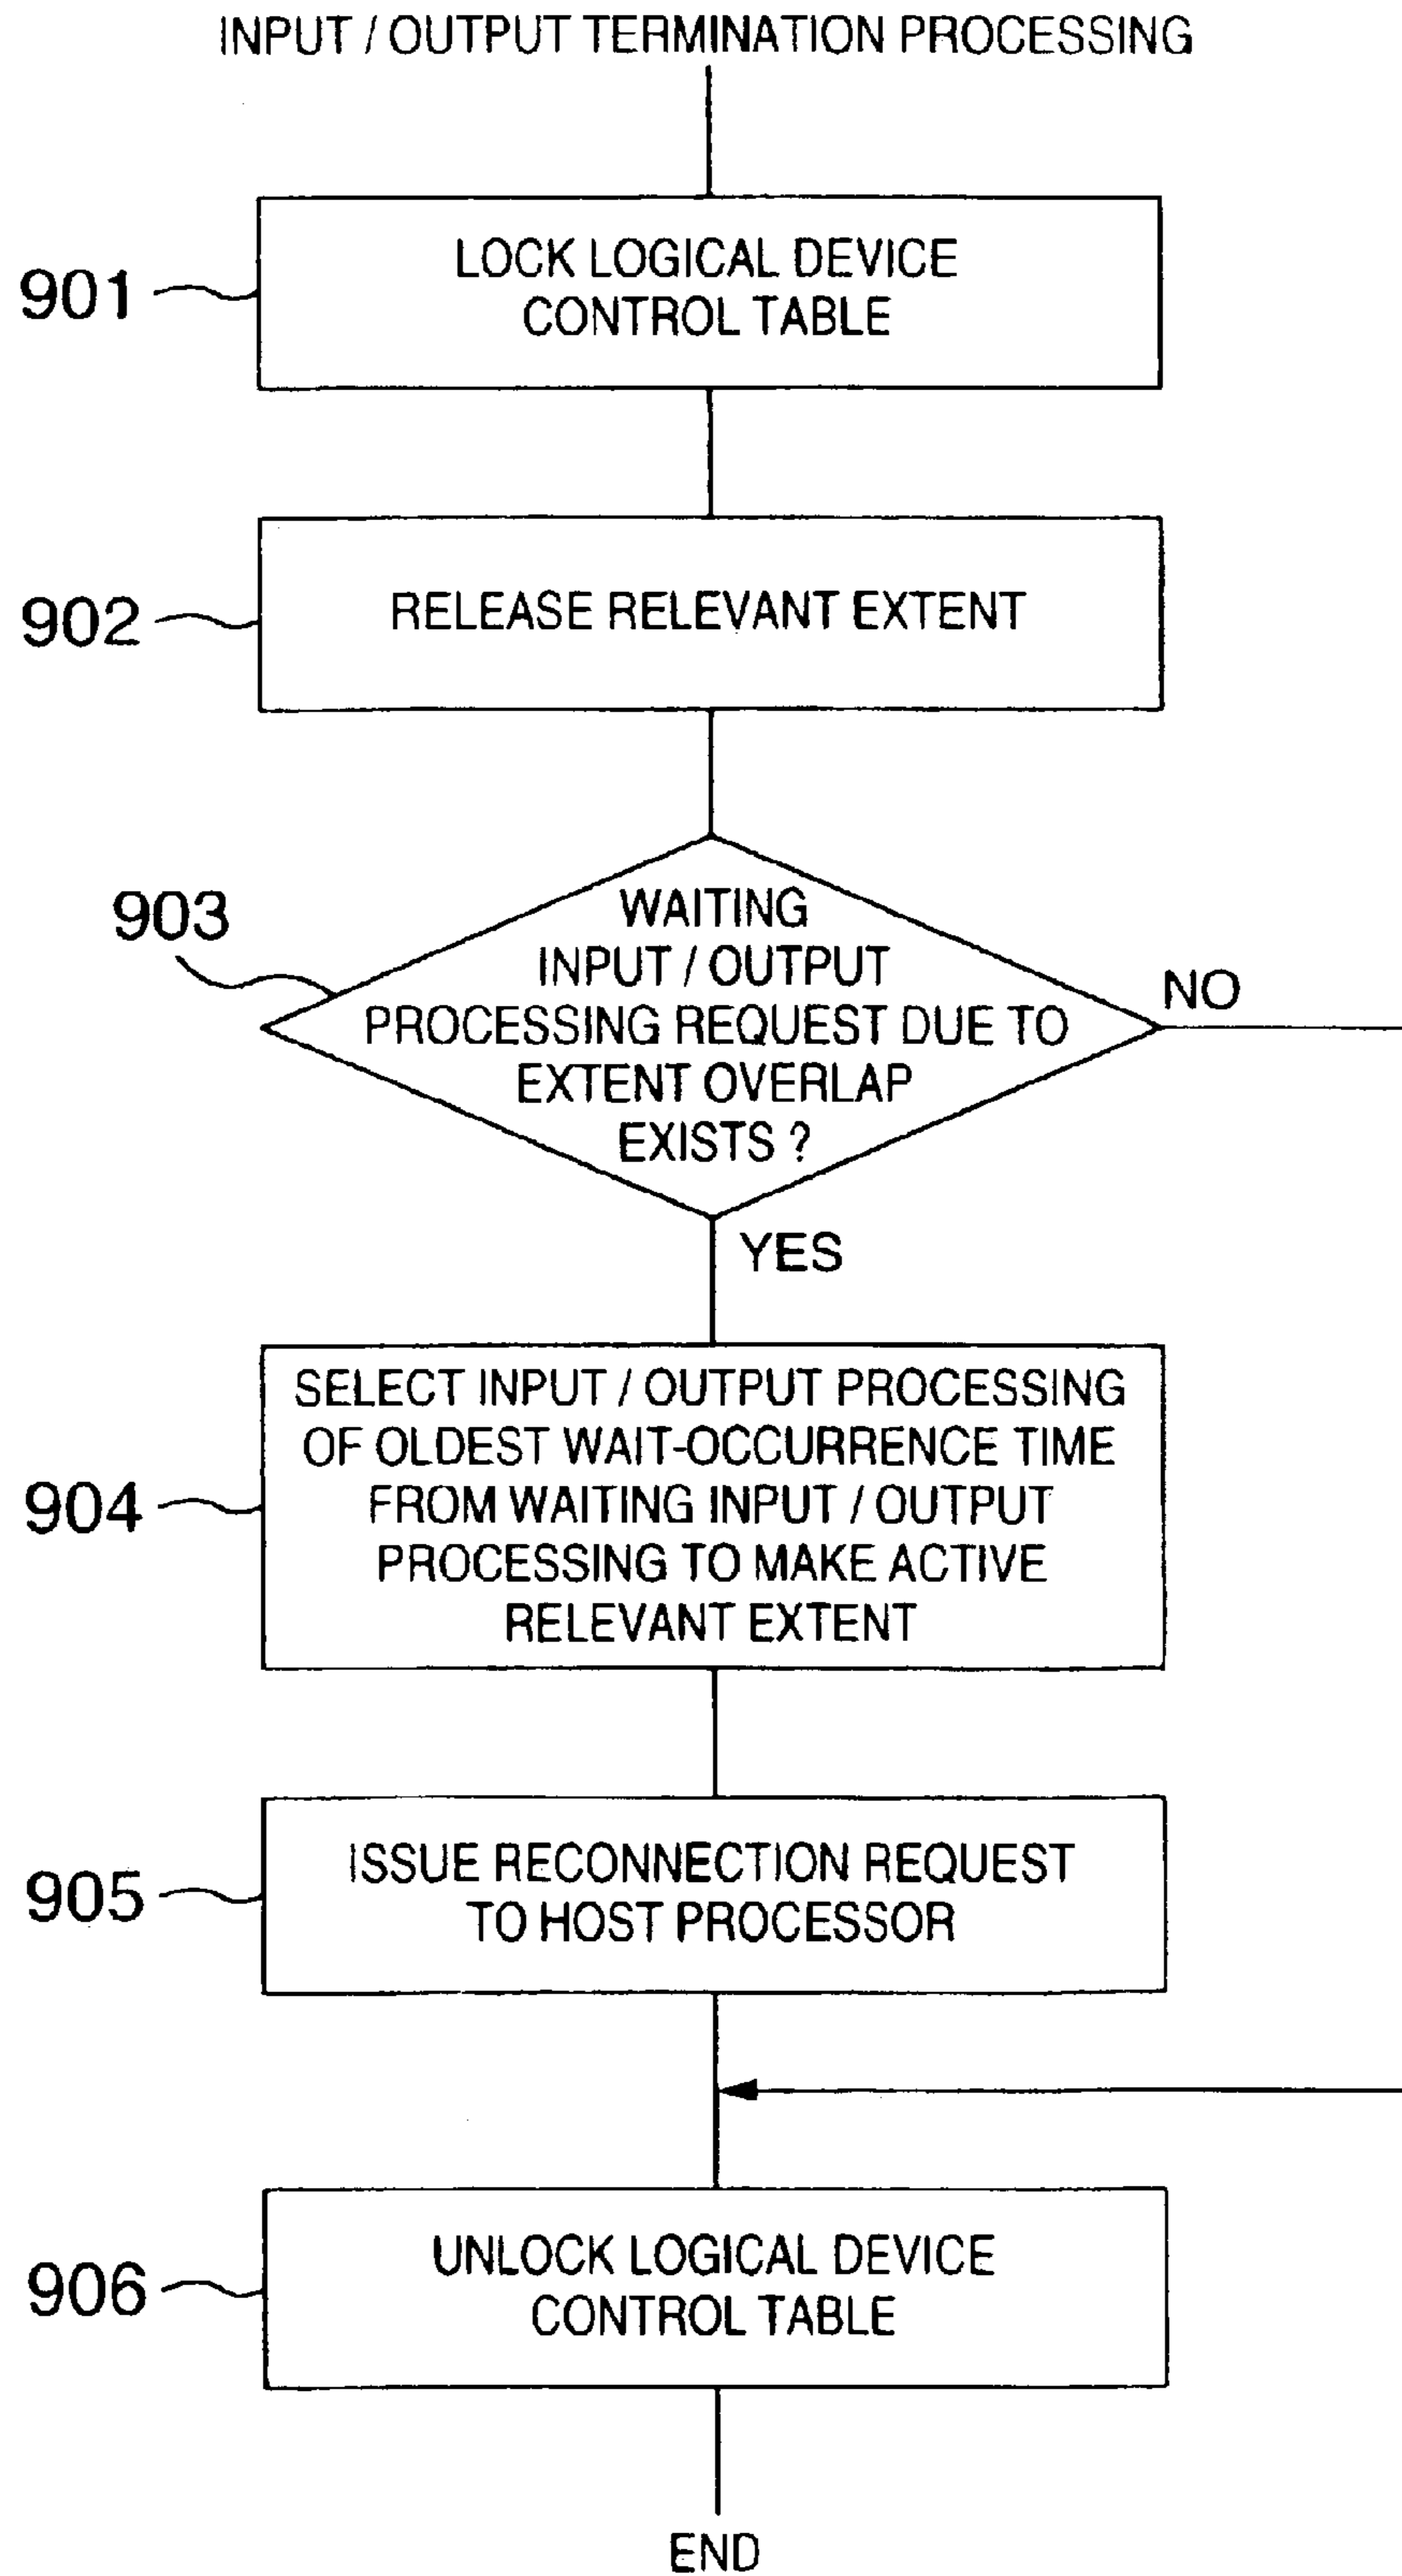 INPUT / OUTPUT TERMINATION PROCESSING
901
LOCK LOGICAL DEVICE
CONTROL TABLE
902
RELEASE RELEVANT EXTENT
903
WAITING
INPUT / OUTPUT
PROCESSING REQUEST DUE TO
EXTENT OVERLAP
EXISTS ?
NO
YES
904
SELECT INPUT / OUTPUT PROCESSING
OF OLDEST WAIT-OCCURRENCE TIME
FROM WAITING INPUT / OUTPUT
PROCESSING TO MAKE ACTIVE
RELEVANT EXTENT
905
ISSUE RECONNECTION REQUEST
TO HOST PROCESSOR
906
UNLOCK LOGICAL DEVICE
CONTROL TABLE
END